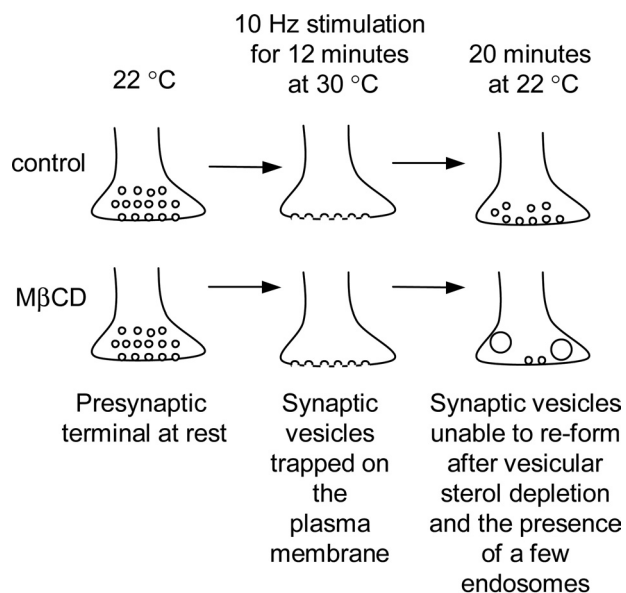 22 °C
10 Hz stimulation
for 12 minutes
at 30 °C
20 minutes
at 22 °C
control
MβCD
Presynaptic
terminal at rest
Synaptic
vesicles
trapped on
the
plasma
membrane
Synaptic vesicles
unable to re-form
after vesicular
sterol depletion
and the presence
of a few
endosomes